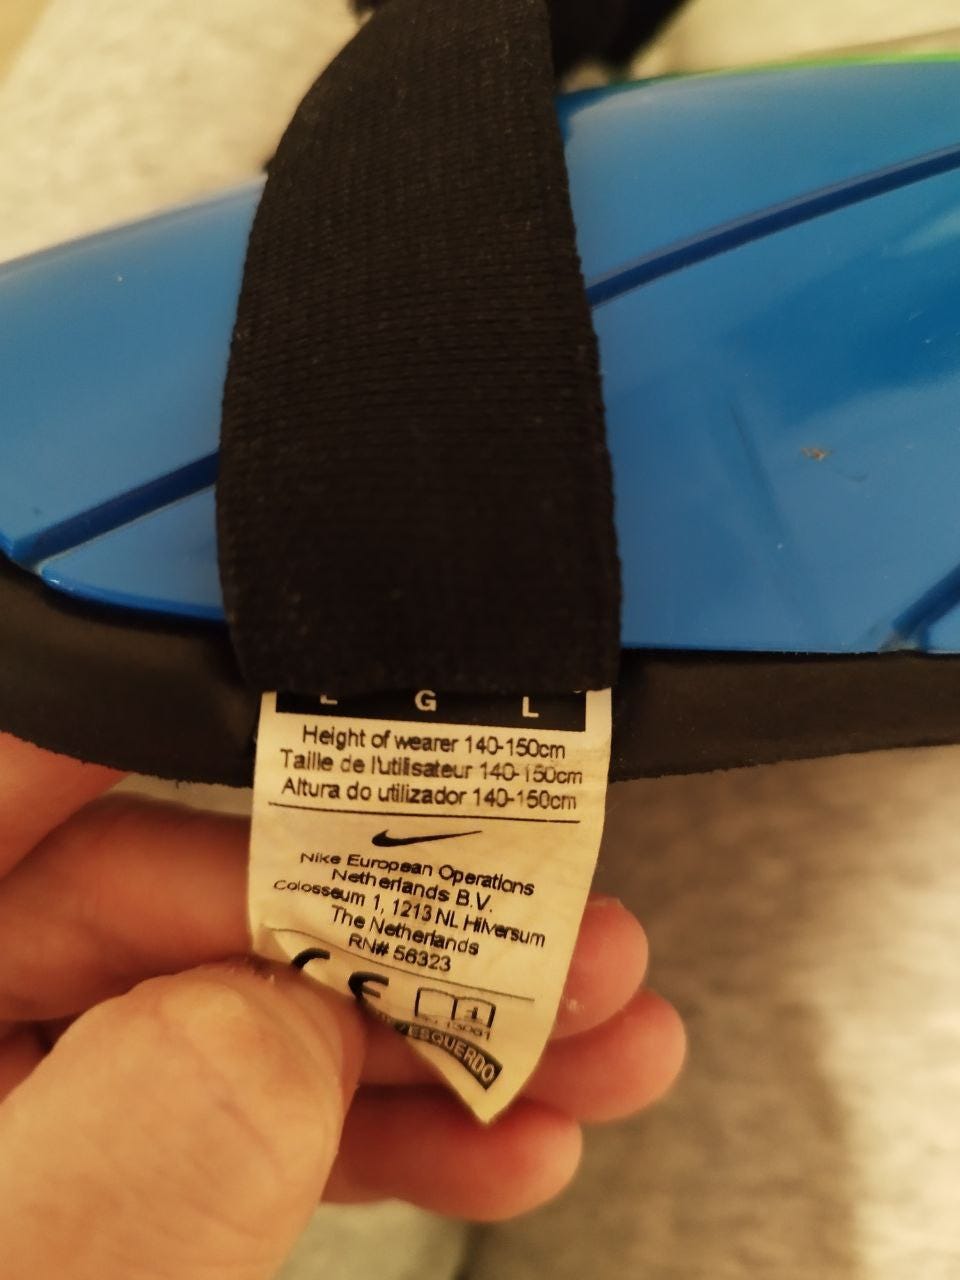 L G L
Height of wearer 140-150cm
Taille de l'utilisateur 140-150cm
Altura do utilizador 140-150cm
Nike European Operations
Netherlands B.V.
Colosseum 1, 1213 NL Hilversum
The Netherlands
RN# 56323
CE
ESQUERDO